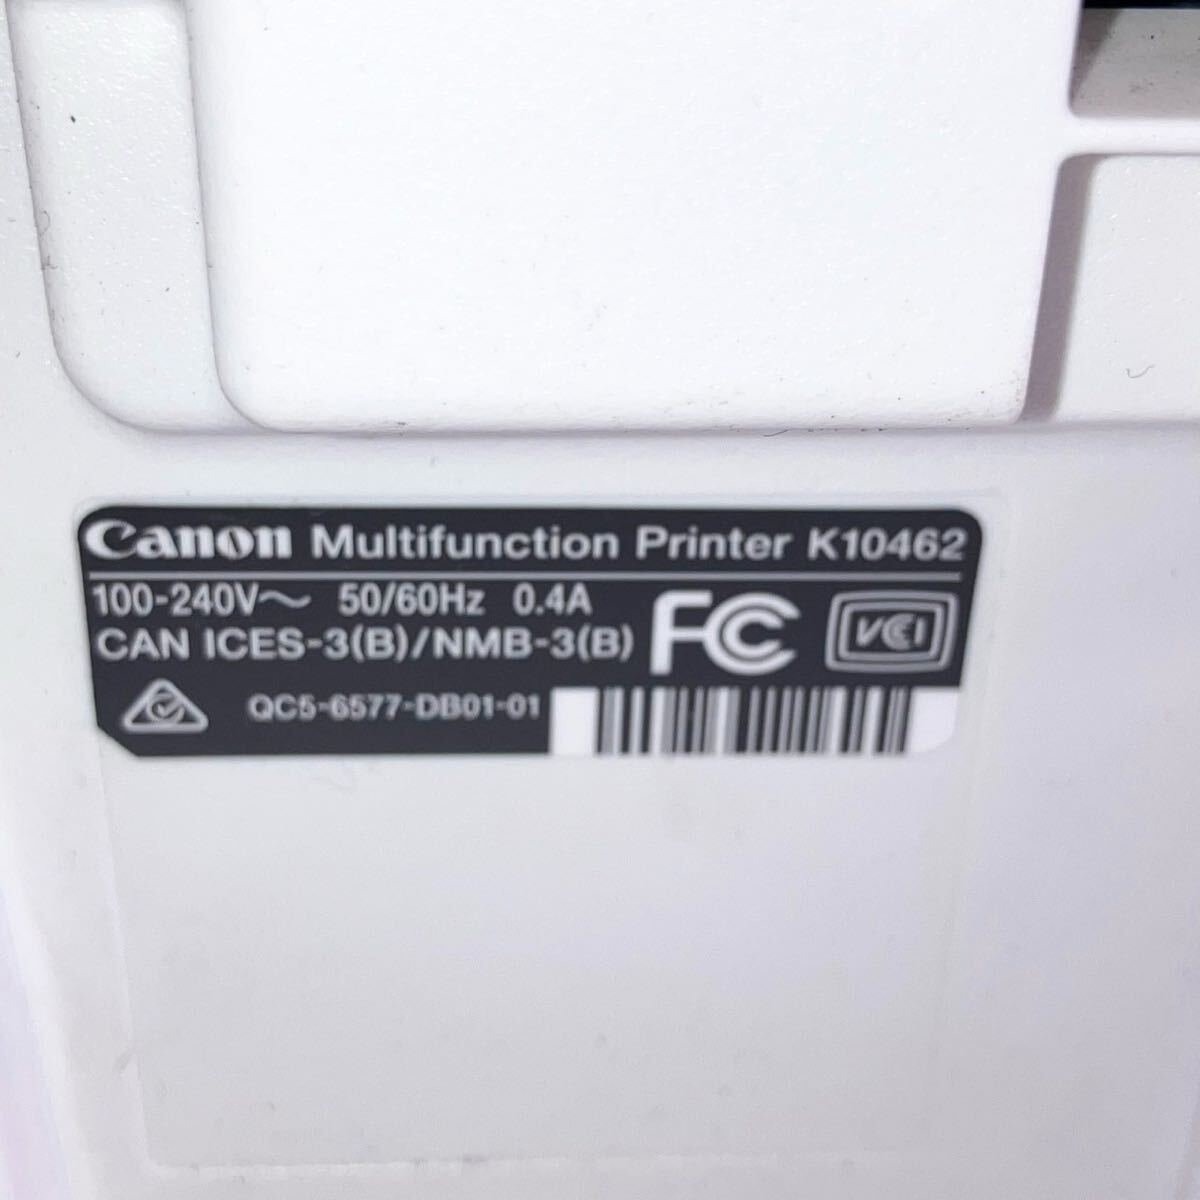 Canon Multifunction Printer K10462
100-240V～ 50/60Hz 0.4A
CAN ICES-3(B)/NMB-3(B)
FC
VCCI
QC5-6577-DB01-01